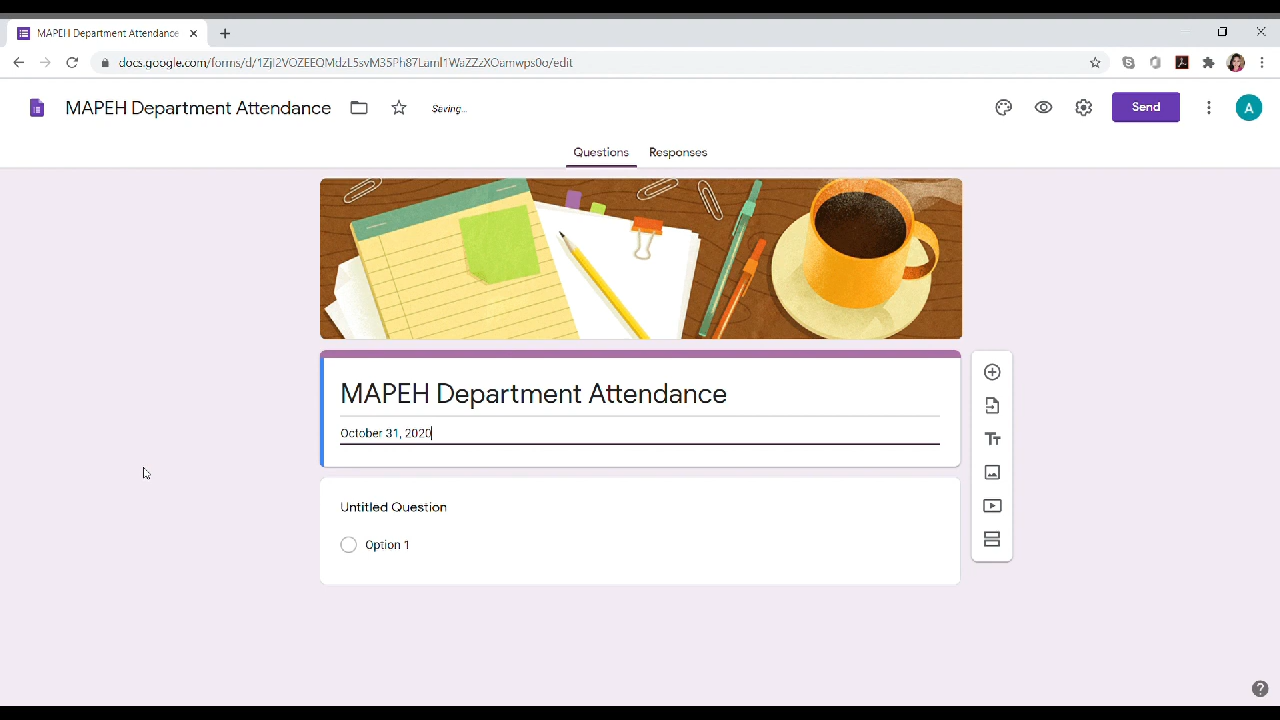 MAPEH Department Attendance
docs.google.com/forms/d/1Zjl2VOZEEOMdzL5svM35Ph87Laml1WaZZzXOamwps0o/edit
MAPEH Department Attendance
Saving...
Send
A
Questions
Responses
MAPEH Department Attendance
October 31, 2020
Untitled Question
Option 1